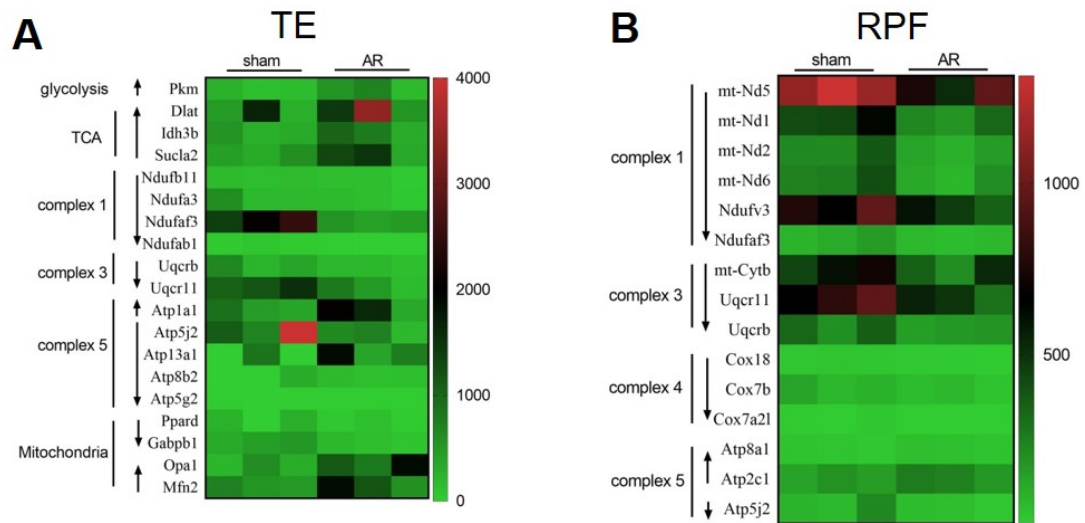 A
TE
sham AR
glycolysis
TCA
complex 1
complex 3
complex 5
Mitochondria
Pkm
Dlat
Idh3b
Sucla2
Ndufb11
Ndufa3
Ndufaf3
Ndufab1
Uqcrb
Uqcr11
Atp1a1
Atp5j2
Atp13a1
Atp8b2
Atp5g2
Ppard
Gabpb1
Opa1
Mfn2
4000
3000
2000
1000
0
B
RPF
sham AR
complex 1
complex 3
complex 4
complex 5
mt-Nd5
mt-Nd1
mt-Nd2
mt-Nd6
Ndufv3
Ndufaf3
mt-Cytb
Uqcr11
Uqcrb
Cox18
Cox7b
Cox7a2l
Atp8a1
Atp2c1
Atp5j2
1000
500